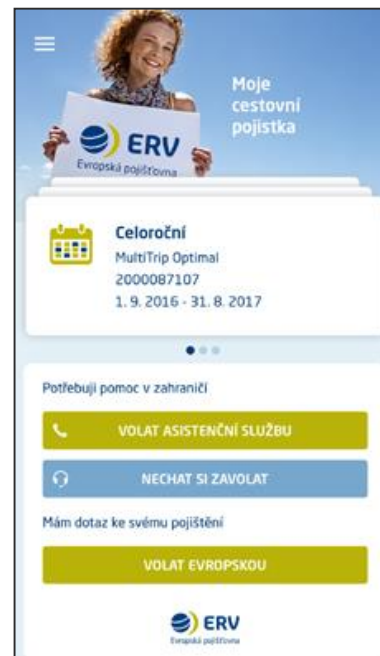 Moje
cestovní
pojistka
ERV
Evropská pojišťovna
Celoroční
MultiTrip Optimal
2000087107
1. 9. 2016 - 31. 8. 2017
Potřebuji pomoc v zahraničí
VOLAT ASISTENČNÍ SLUŽBU
NECHAT SI ZAVOLAT
Mám dotaz ke svému pojištění
VOLAT EVROPSKOU
ERV
Evropská pojišťovna